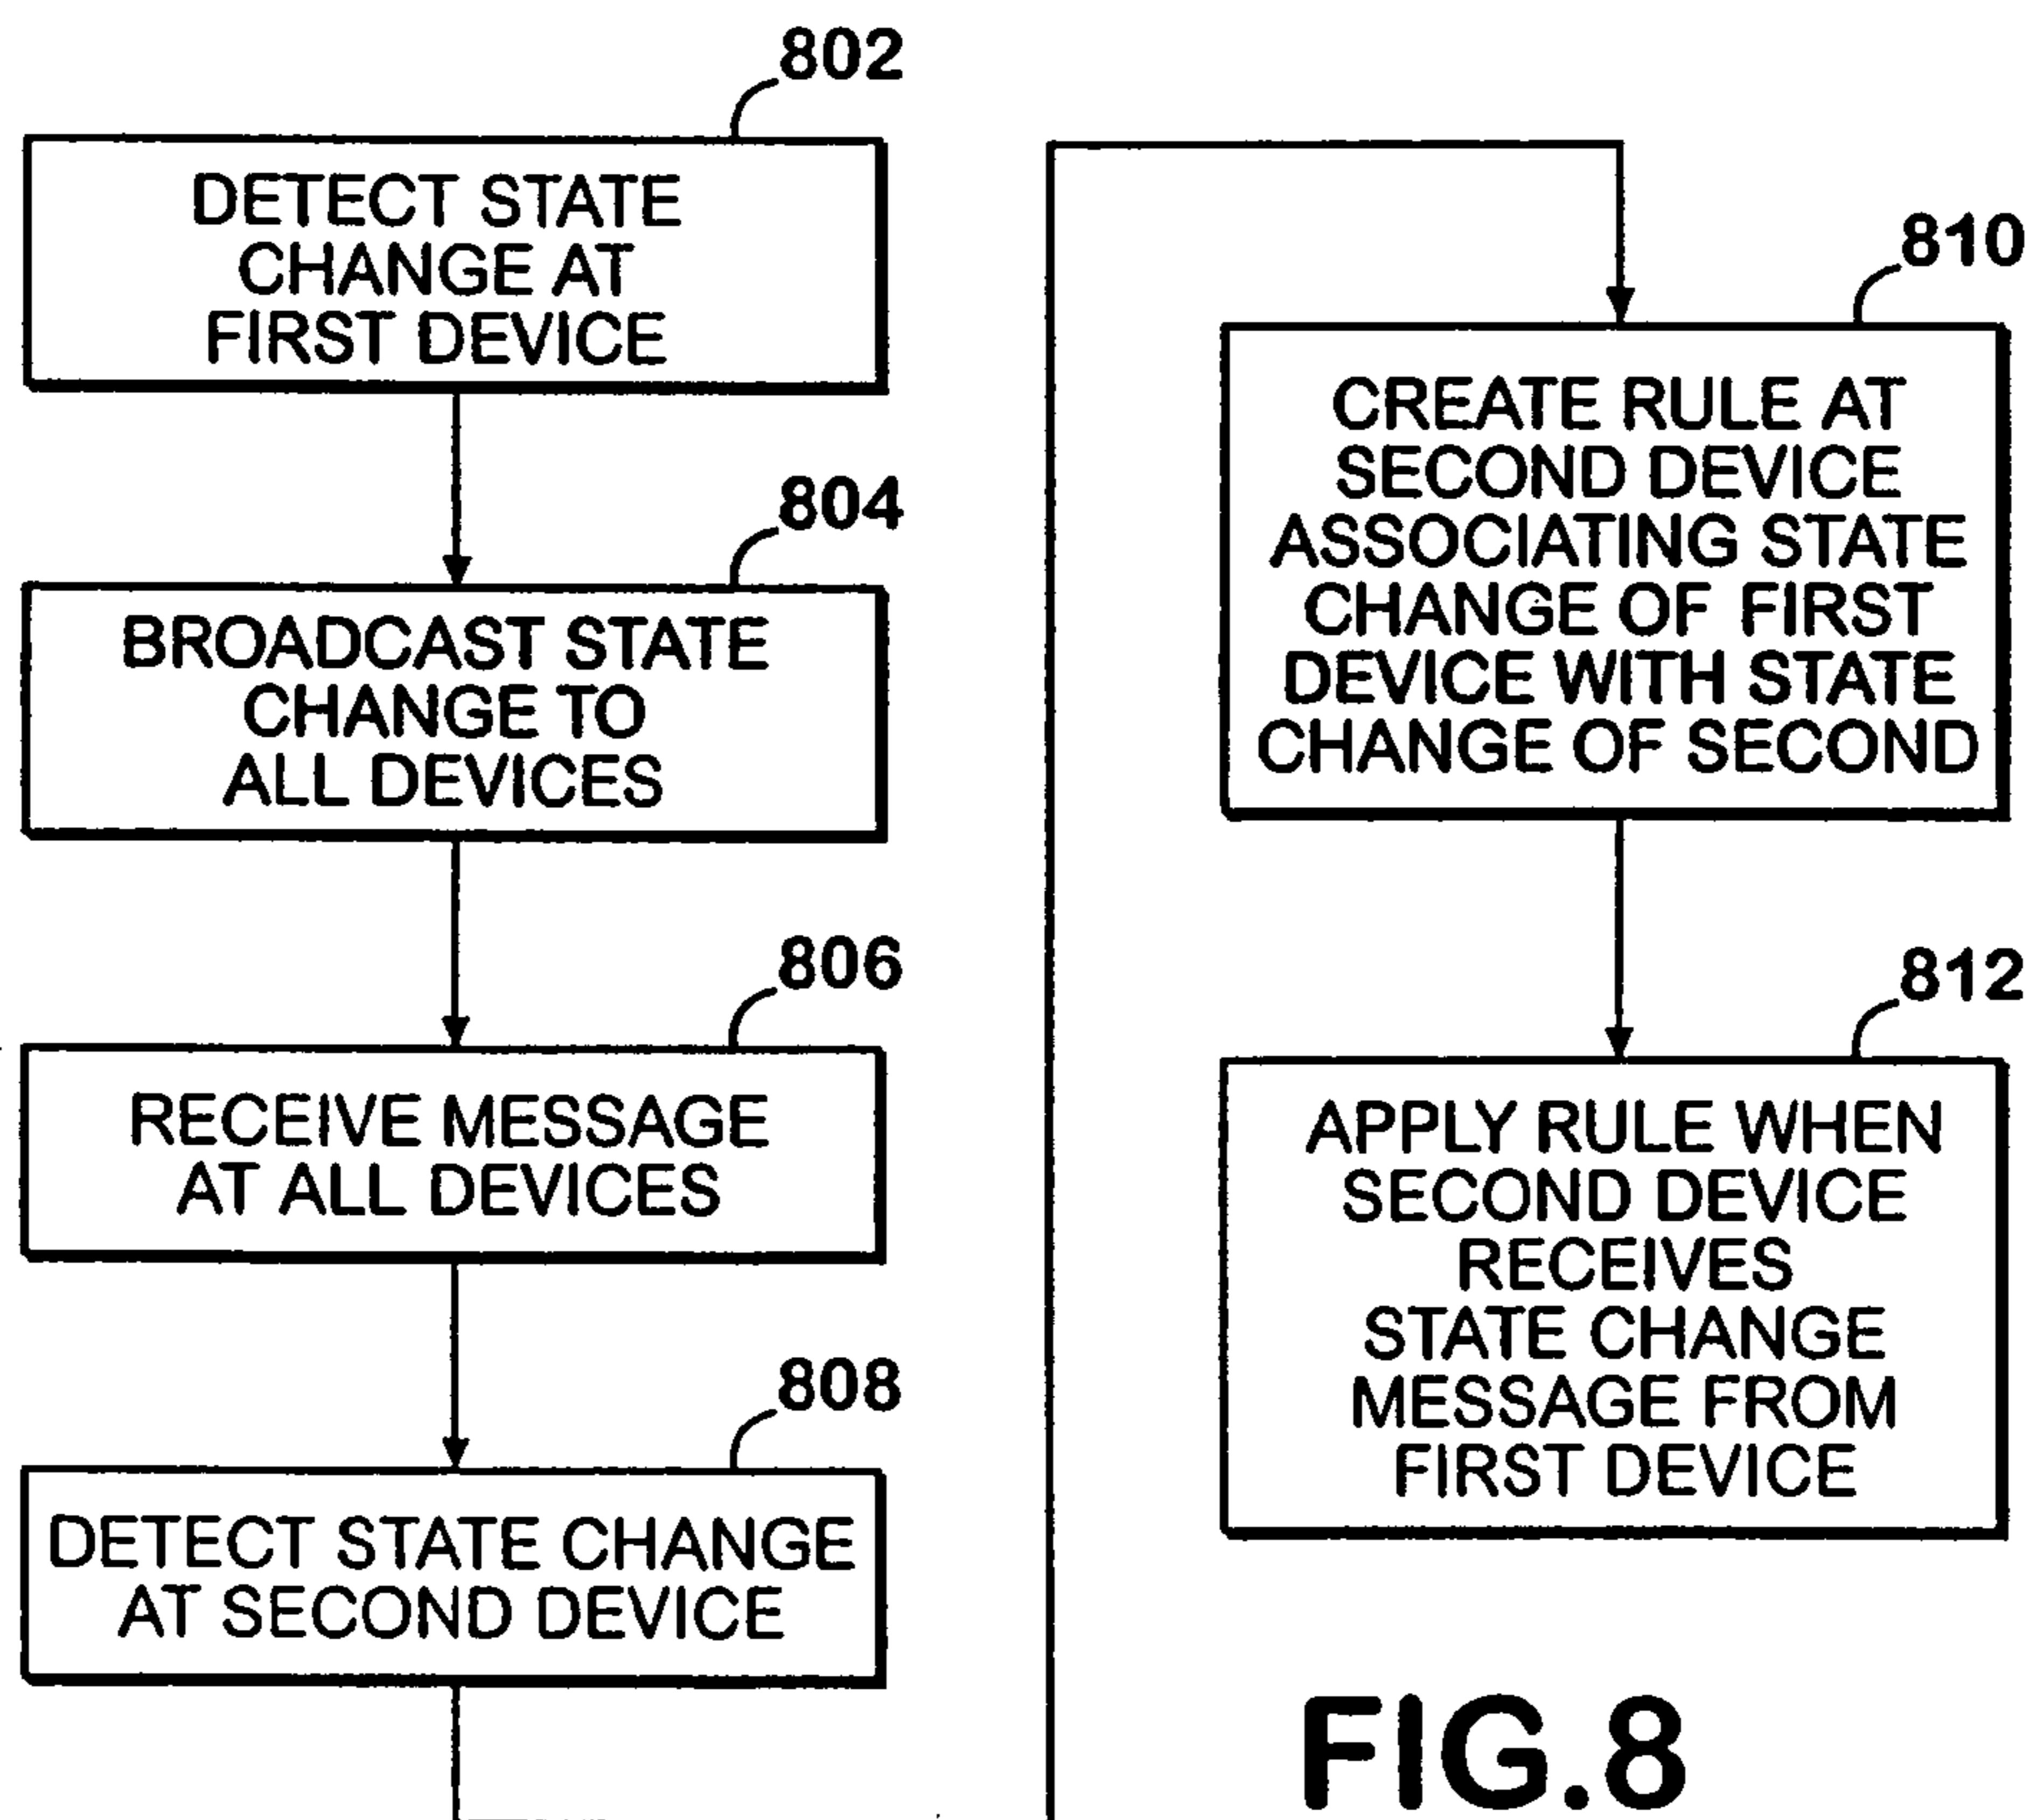 802
DETECT STATE
CHANGE AT
FIRST DEVICE
804
BROADCAST STATE
CHANGE TO
ALL DEVICES
806
RECEIVE MESSAGE
AT ALL DEVICES
808
DETECT STATE CHANGE
AT SECOND DEVICE
810
CREATE RULE AT
SECOND DEVICE
ASSOCIATING STATE
CHANGE OF FIRST
DEVICE WITH STATE
CHANGE OF SECOND
812
APPLY RULE WHEN
SECOND DEVICE
RECEIVES
STATE CHANGE
MESSAGE FROM
FIRST DEVICE
FIG.8